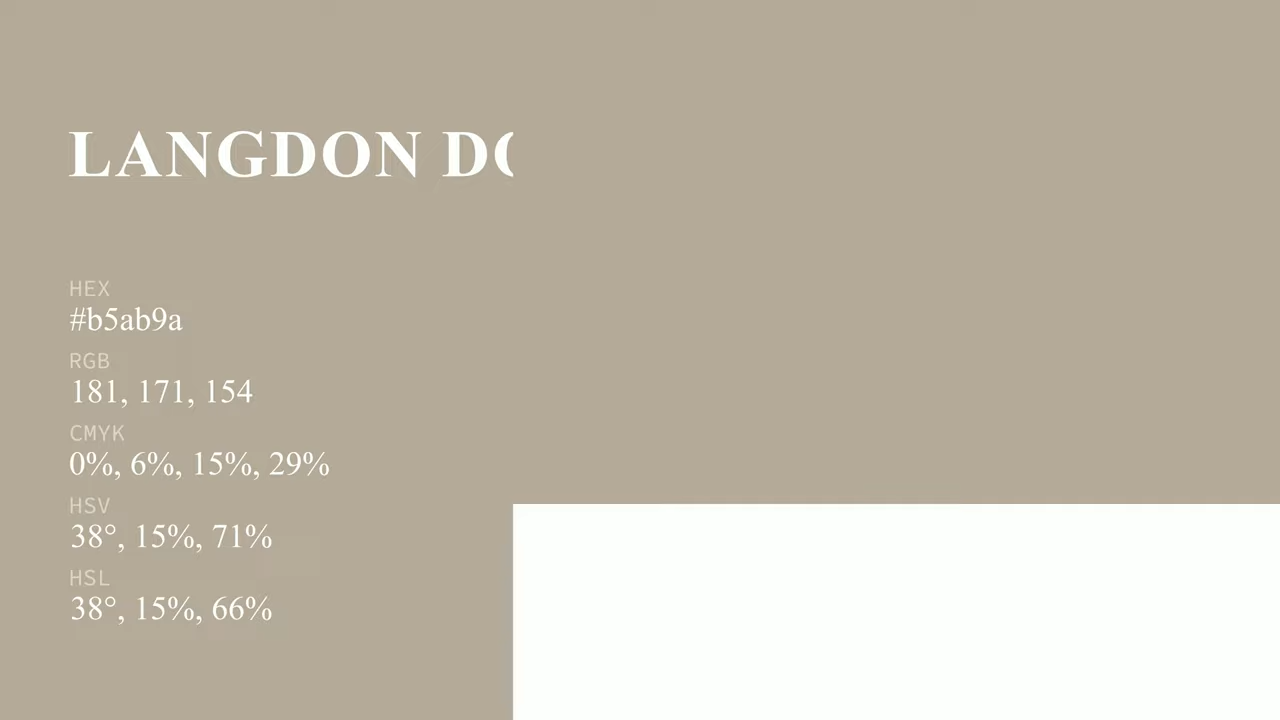 LANGDON
HEX
#b5ab9a
RGB
181, 171, 154
CMYK
0%, 6%, 15%, 29%
HSV
38°, 15%, 71%
HSL
38°, 15%, 66%